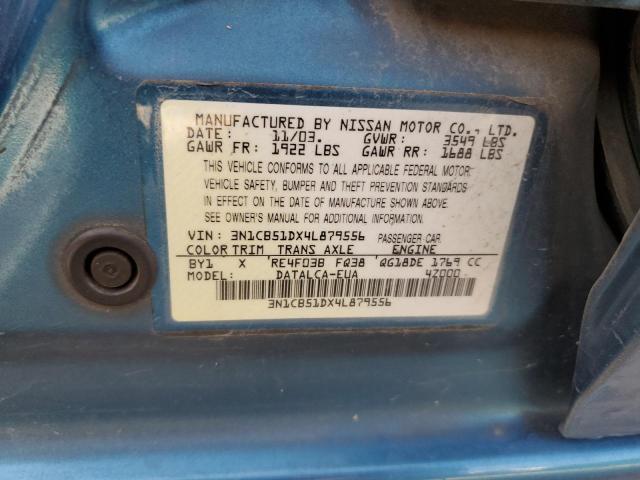 MANUFACTURED BY NISSAN MOTOR CO., LTD.
DATE: 11/03. GVWR: 3549 LBS
GAWR FR: 1922 LBS GAWR RR: 1688 LBS
THIS VEHICLE CONFORMS TO ALL APPLICABLE FEDERAL MOTOR
VEHICLE SAFETY, BUMPER AND THEFT PREVENTION STANDARDS
IN EFFECT ON THE DATE OF MANUFACTURE SHOWN ABOVE.
SEE OWNER'S MANUAL FOR ADDITIONAL INFORMATION.
VIN: 3N1CB51DX4L879556 PASSENGER CAR
COLOR TRIM TRANS AXLE ENGINE
BY1 X RE4F03B FQ38 QG18DE 1769 CC
MODEL: DATALCA-EUA 4Z000
3N1CB51DX4L879556